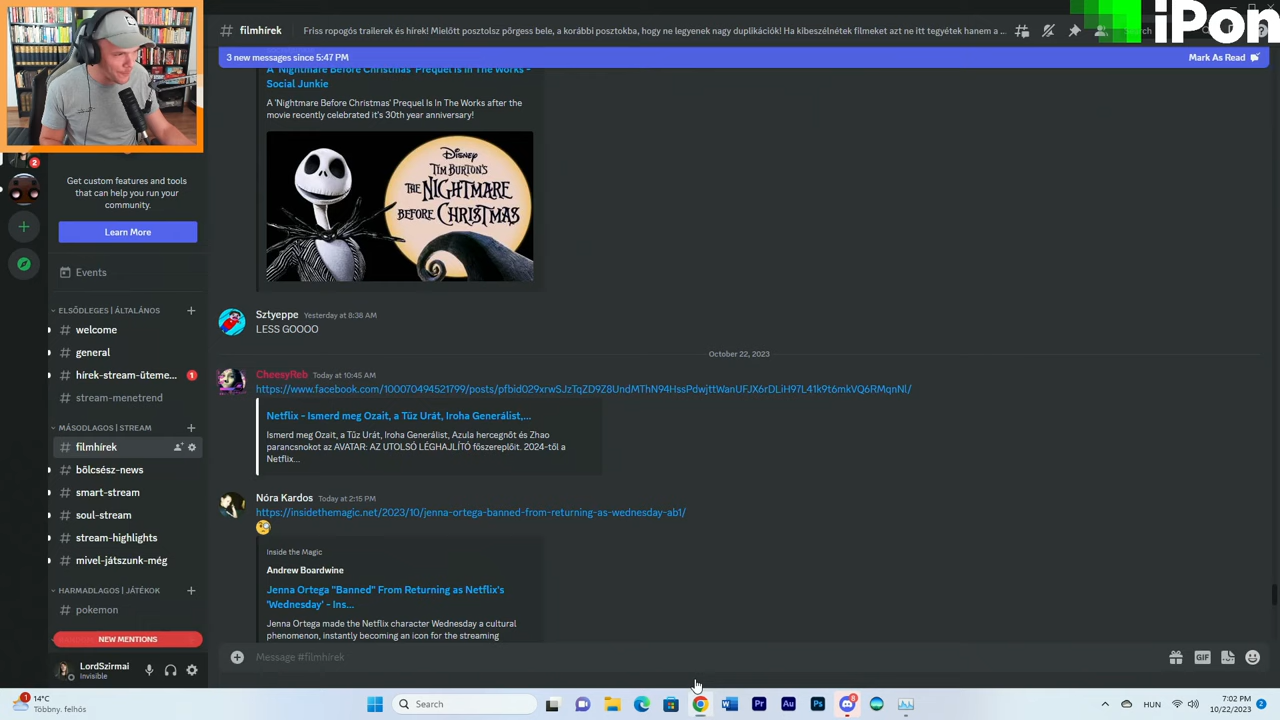 iPon
# filmhírek
Friss ropogós trailerek és hírek! Mielőtt posztolsz pörgess bele, a korábbi posztokba, hogy ne legyenek nagy duplikációk! Ha kibeszélnétek filmeket azt ne itt tegyétek hanem a ...
3 new messages since 5:47 PM
Mark As Read
A 'Nightmare Before Christmas' Prequel Is In The Works -
Social Junkie
A 'Nightmare Before Christmas' Prequel Is In The Works after the
movie recently celebrated it's 30th year anniversary!
DISNEY
TIM BURTON'S
THE NIGHTMARE
BEFORE CHRISTMAS
Sztyeppe Yesterday at 8:38 AM
LESS GOOOO
October 22, 2023
CheesyReb Today at 10:45 AM
https://www.facebook.com/100070494521799/posts/pfbid029xrwSJzTqZD9Z8UndMThN94HssPdwjttWanUFJX6rDLiH97L41k9t6mkVQ6RMqnNl/
Netflix - Ismerd meg Ozait, a Tűz Urát, Iroha Generálist,...
Ismerd meg Ozait, a Tűz Urát, Iroha Generálist, Azula hercegnőt és Zhao
parancsnokot az AVATAR: AZ UTOLSÓ LÉGHAJLÍTÓ főszereplőit. 2024-től a
Netflix...
Nóra Kardos Today at 2:15 PM
https://insidethemagic.net/2023/10/jenna-ortega-banned-from-returning-as-wednesday-ab1/
Inside the Magic
Andrew Boardwine
Jenna Ortega "Banned" From Returning as Netflix's
'Wednesday' - Ins...
Jenna Ortega made the Netflix character Wednesday a cultural
phenomenon, instantly becoming an icon for the streaming
Message #filmhírek
GIF
2
Get custom features and tools
that can help you run your
community.
Learn More
Events
ELSŐDLEGES | ÁLTALÁNOS
# welcome
# general
# hírek-stream-üteme... 1
# stream-menetrend
MÁSODLAGOS | STREAM
# filmhírek
# bölcsész-news
# smart-stream
# soul-stream
# stream-highlights
# mivel-játszunk-még
HARMADLAGOS | JÁTÉKOK
# pokemon
NEW MENTIONS
LordSzirmai
Invisible
1
14°C
Többny. felhős
Search
W
Pr
Au
Ps
HUN
7:02 PM
10/22/2023
2